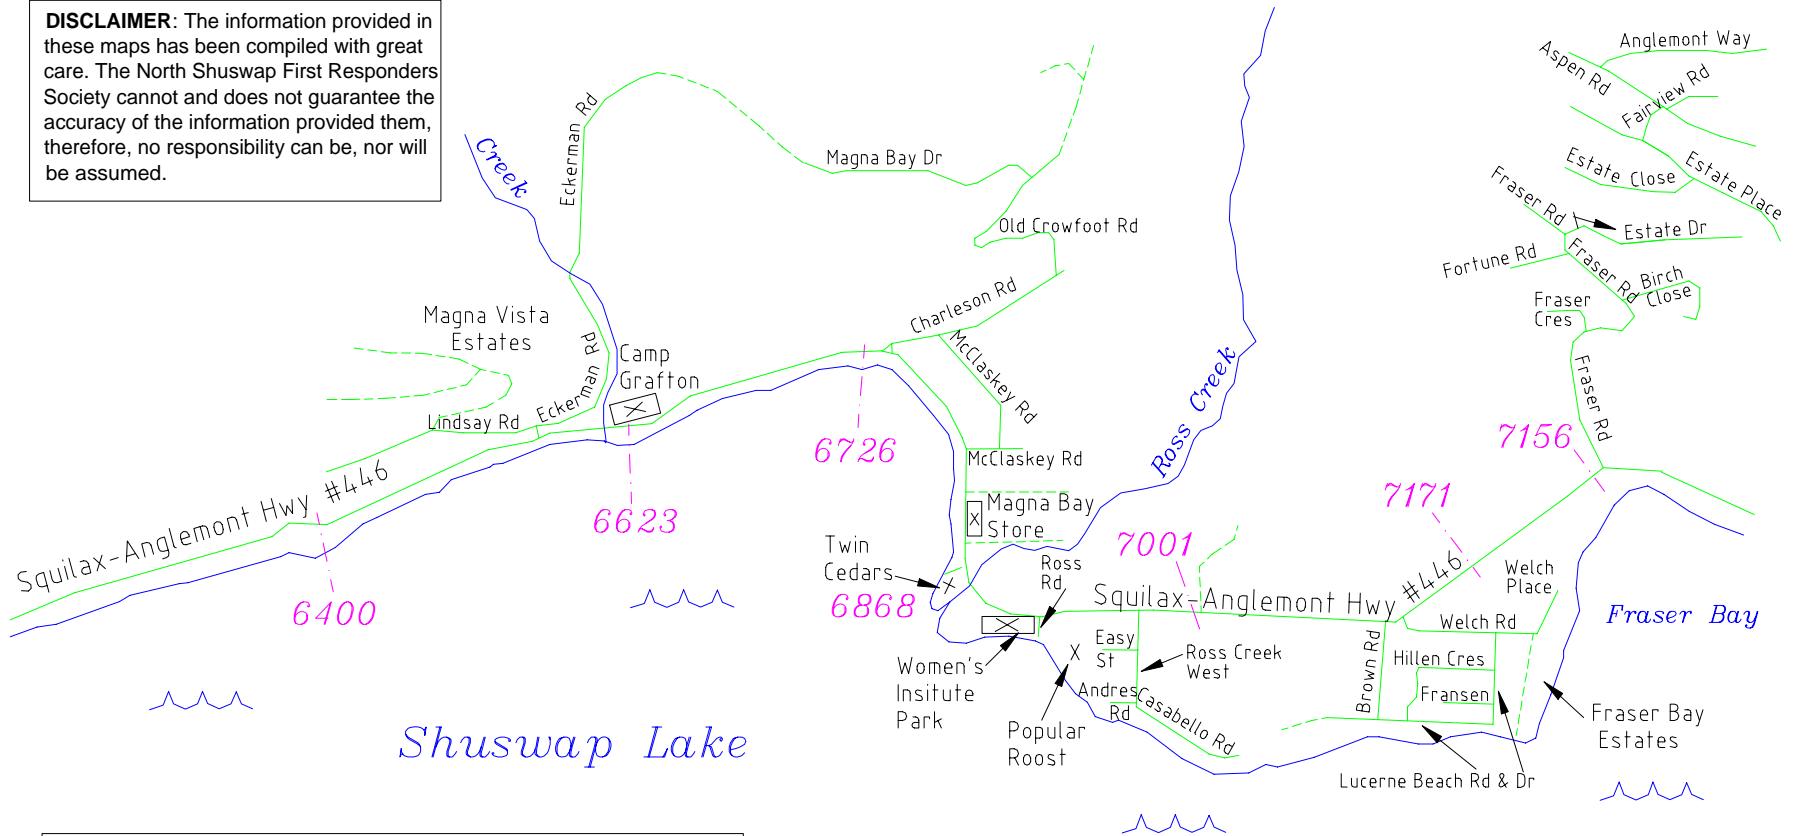 DISCLAIMER: The information provided in
these maps has been compiled with great
care. The North Shuswap First Responders
Society cannot and does not guarantee the
accuracy of the information provided them,
therefore, no responsibility can be, nor will
be assumed.
Creek
Eckerman Rd
Magna Bay Dr
Old Crowfoot Rd
Charleson Rd
McClaskey Rd
McClaskey Rd
Magna Vista
Estates
Lindsay Rd
Eckerman Rd
Camp
Grafton
Squilax-Anglemont Hwy #446
6400
6623
6726
Magna Bay
Store
Twin
Cedars
6868
Ross
Rd
Ross Creek
7001
Squilax-Anglemont Hwy #446
7171
7156
Anglemont Way
Aspen Rd
Fairview Rd
Estate Close
Estate Place
Fraser Rd
Estate Dr
Fortune Rd
Fraser Rd
Birch
Close
Fraser
Cres
Fraser Rd
Welch
Place
Welch Rd
Fraser Bay
Hillen Cres
Fransen
Brown Rd
Easy
St
Ross Creek
West
Andres
Rd
Casabello Rd
Women's
Insitute
Park
Popular
Roost
Fraser Bay
Estates
Lucerne Beach Rd & Dr
Shuswap Lake